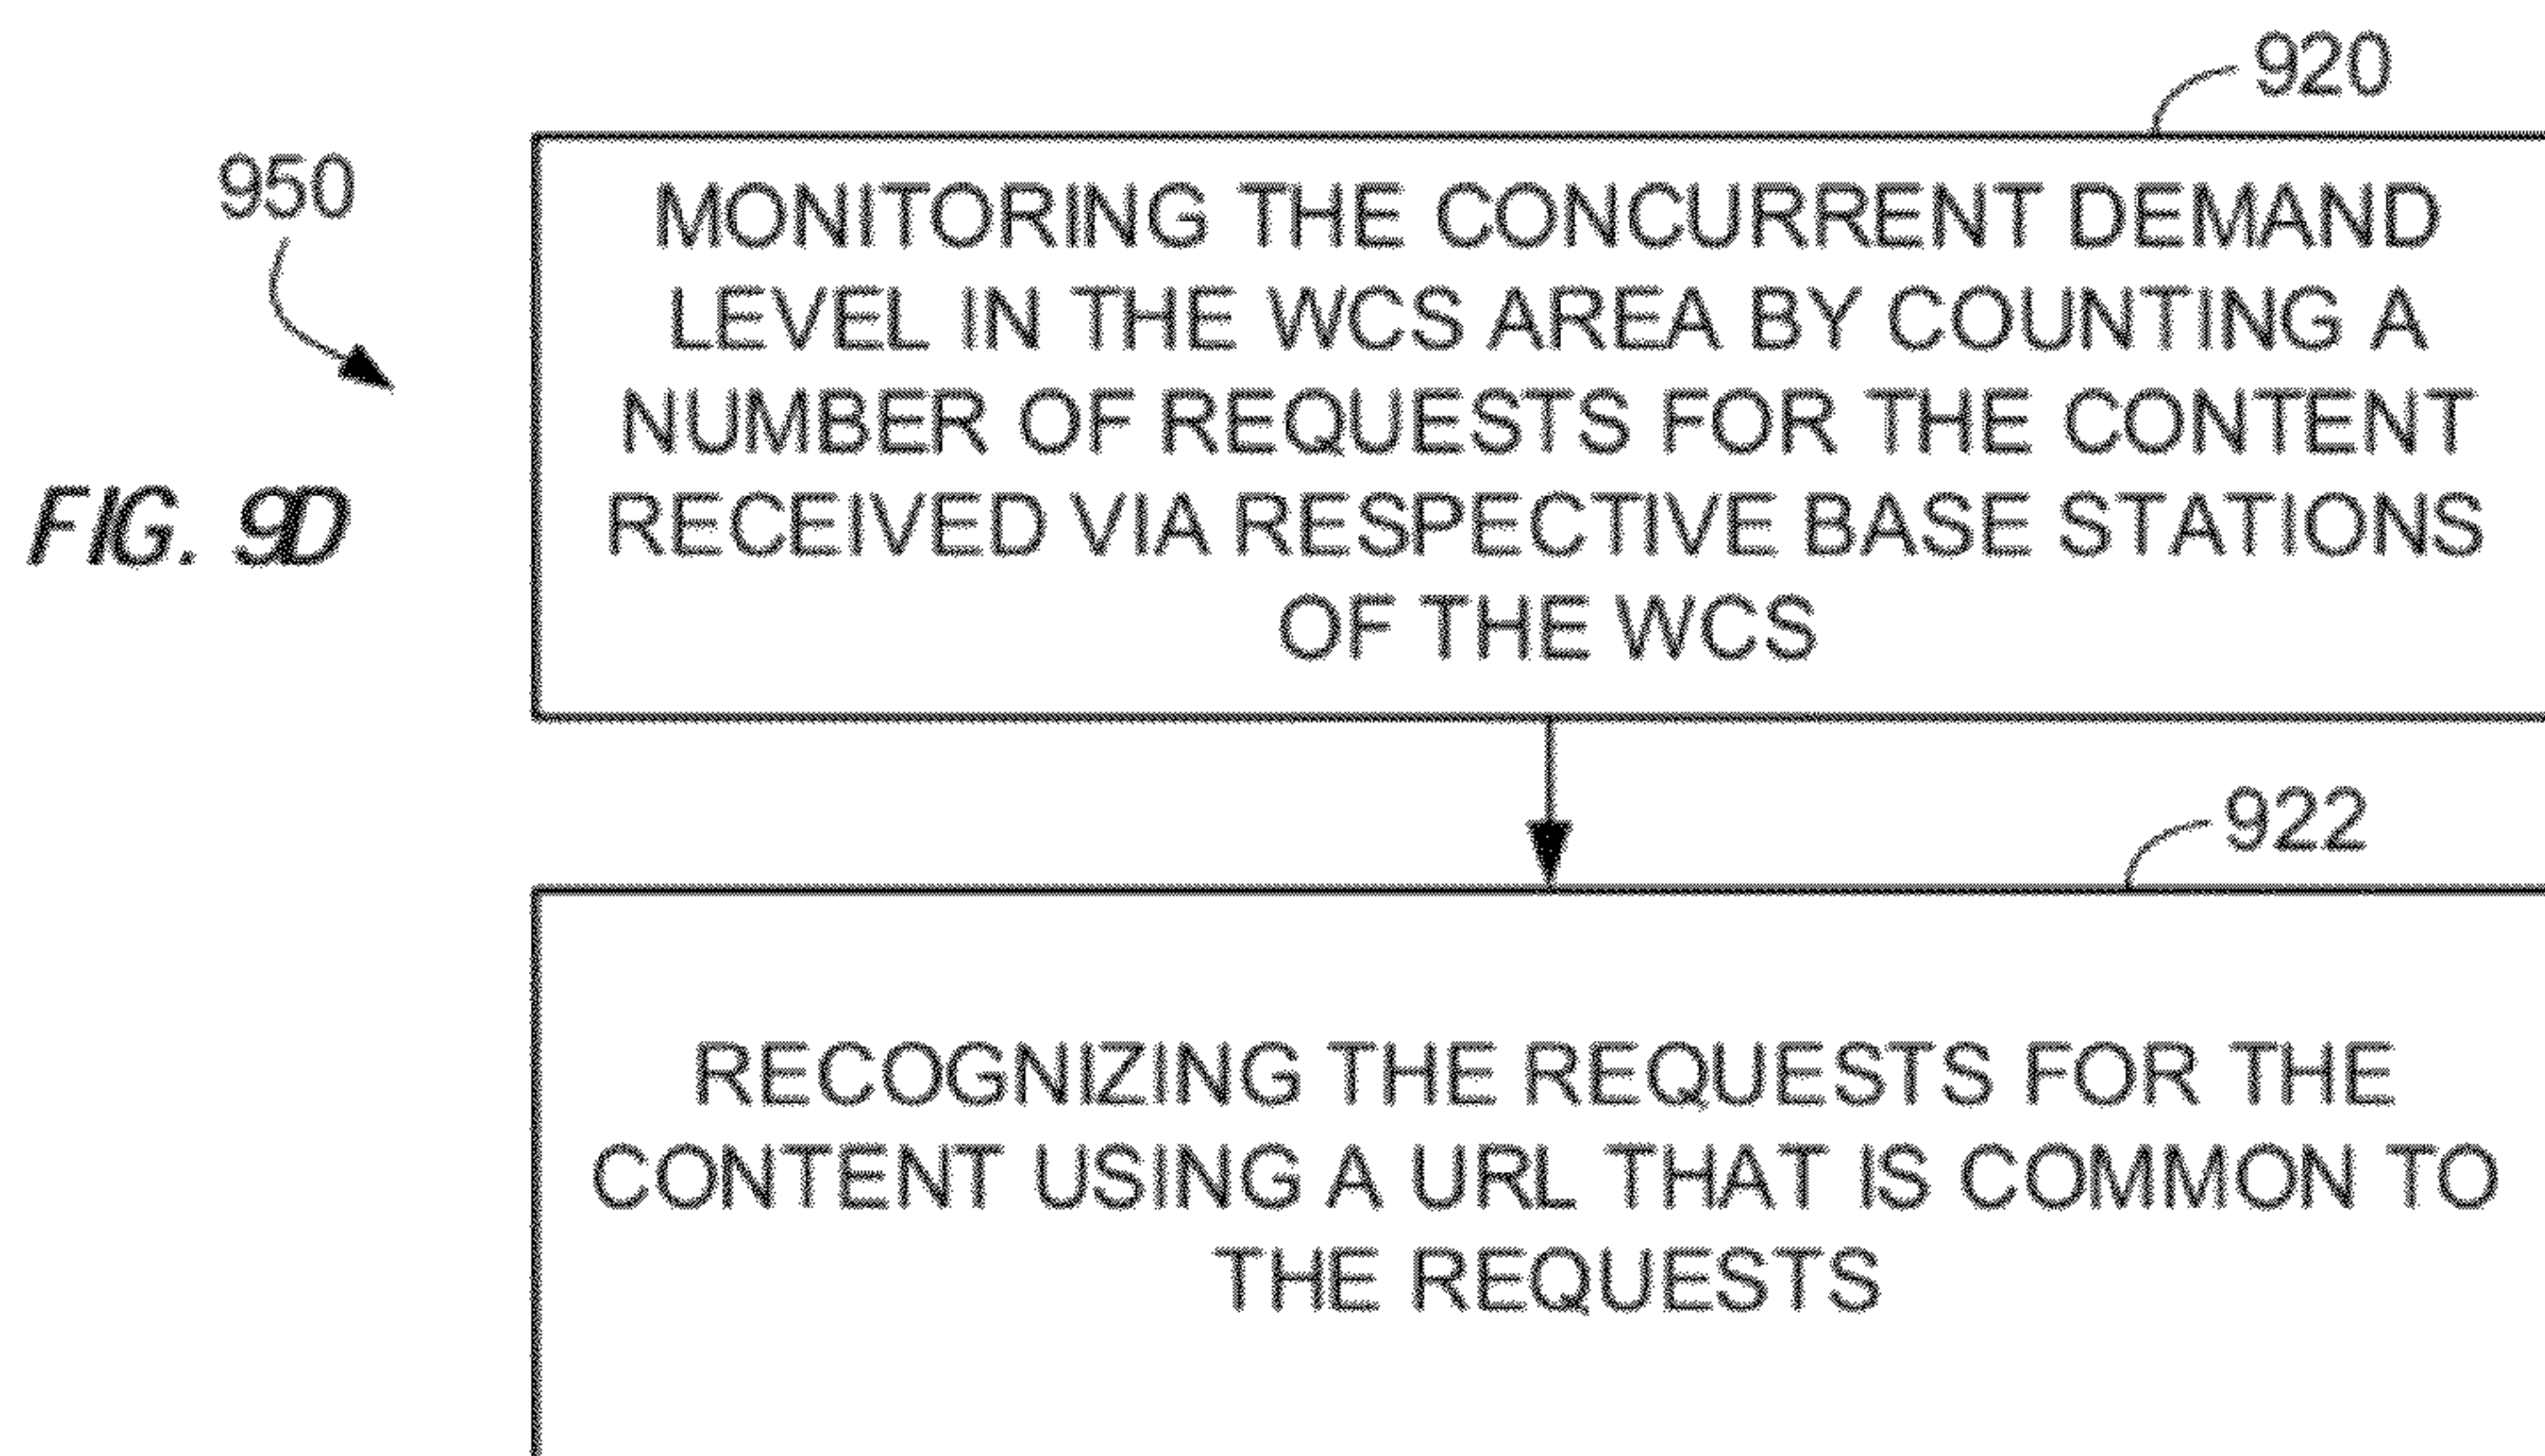 920
950
MONITORING THE CONCURRENT DEMAND
LEVEL IN THE WCS AREA BY COUNTING A
NUMBER OF REQUESTS FOR THE CONTENT
RECEIVED VIA RESPECTIVE BASE STATIONS
OF THE WCS
FIG. 9D
922
RECOGNIZING THE REQUESTS FOR THE
CONTENT USING A URL THAT IS COMMON TO
THE REQUESTS